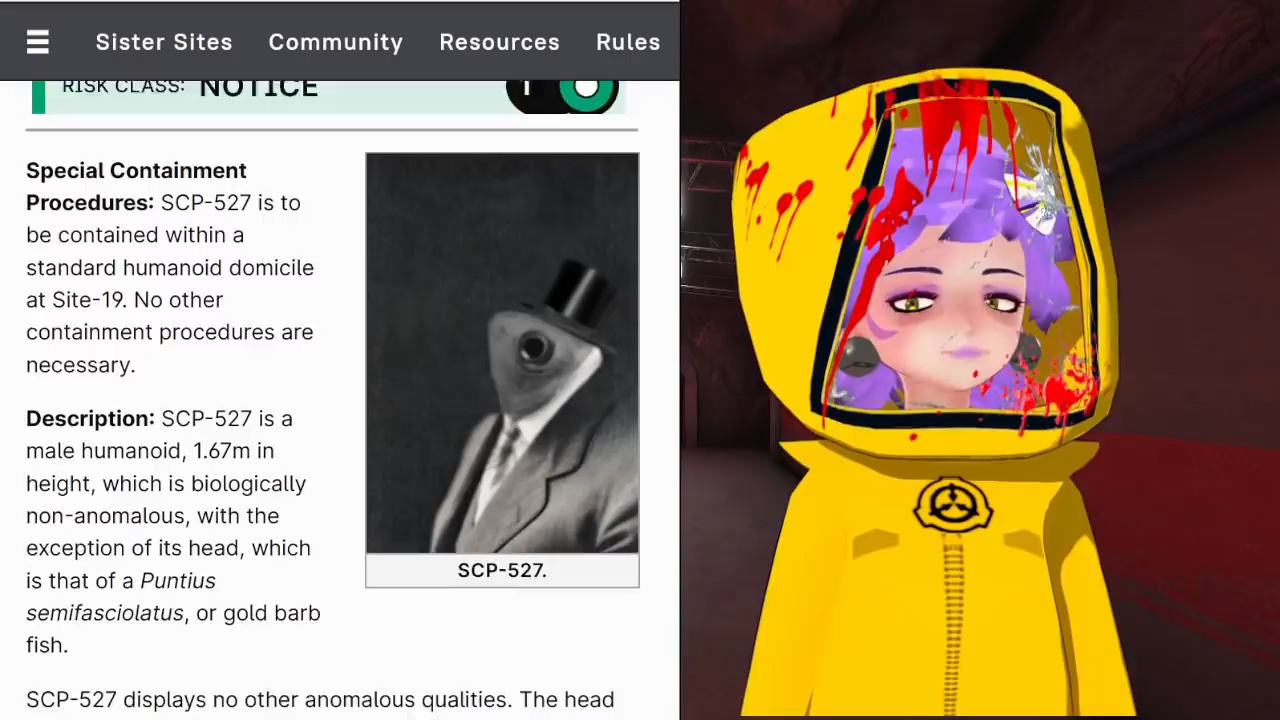 Sister Sites Community Resources Rules
RISK CLASS: NOTICE
Special Containment
Procedures: SCP-527 is to
be contained within a
standard humanoid domicile
at Site-19. No other
containment procedures are
necessary.
Description: SCP-527 is a
male humanoid, 1.67m in
height, which is biologically
non-anomalous, with the
exception of its head, which
is that of a Puntius
semifasciolatus, or gold barb
fish.
SCP-527.
SCP-527 displays no other anomalous qualities. The head